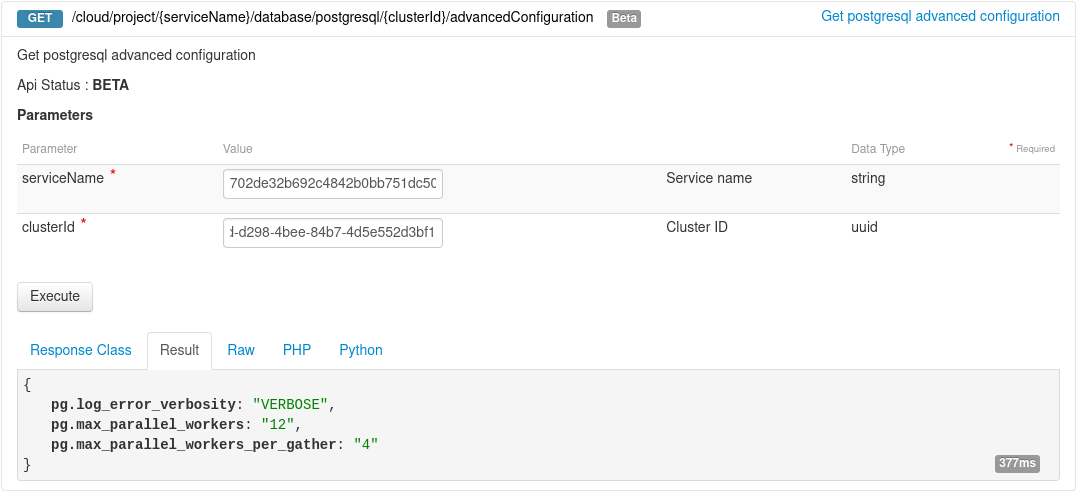 GET /cloud/project/{serviceName}/database/postgresql/{clusterId}/advancedConfiguration Beta Get postgresql advanced configuration
Get postgresql advanced configuration
Api Status : BETA
Parameters
Parameter Value Data Type * Required
serviceName * 702de32b692c4842b0bb751dc50 Service name string
clusterId * d-d298-4bee-84b7-4d5e552d3bf1 Cluster ID uuid
Execute
Response Class Result Raw PHP Python
{
pg.log_error_verbosity: "VERBOSE",
pg.max_parallel_workers: "12",
pg.max_parallel_workers_per_gather: "4"
}
377ms